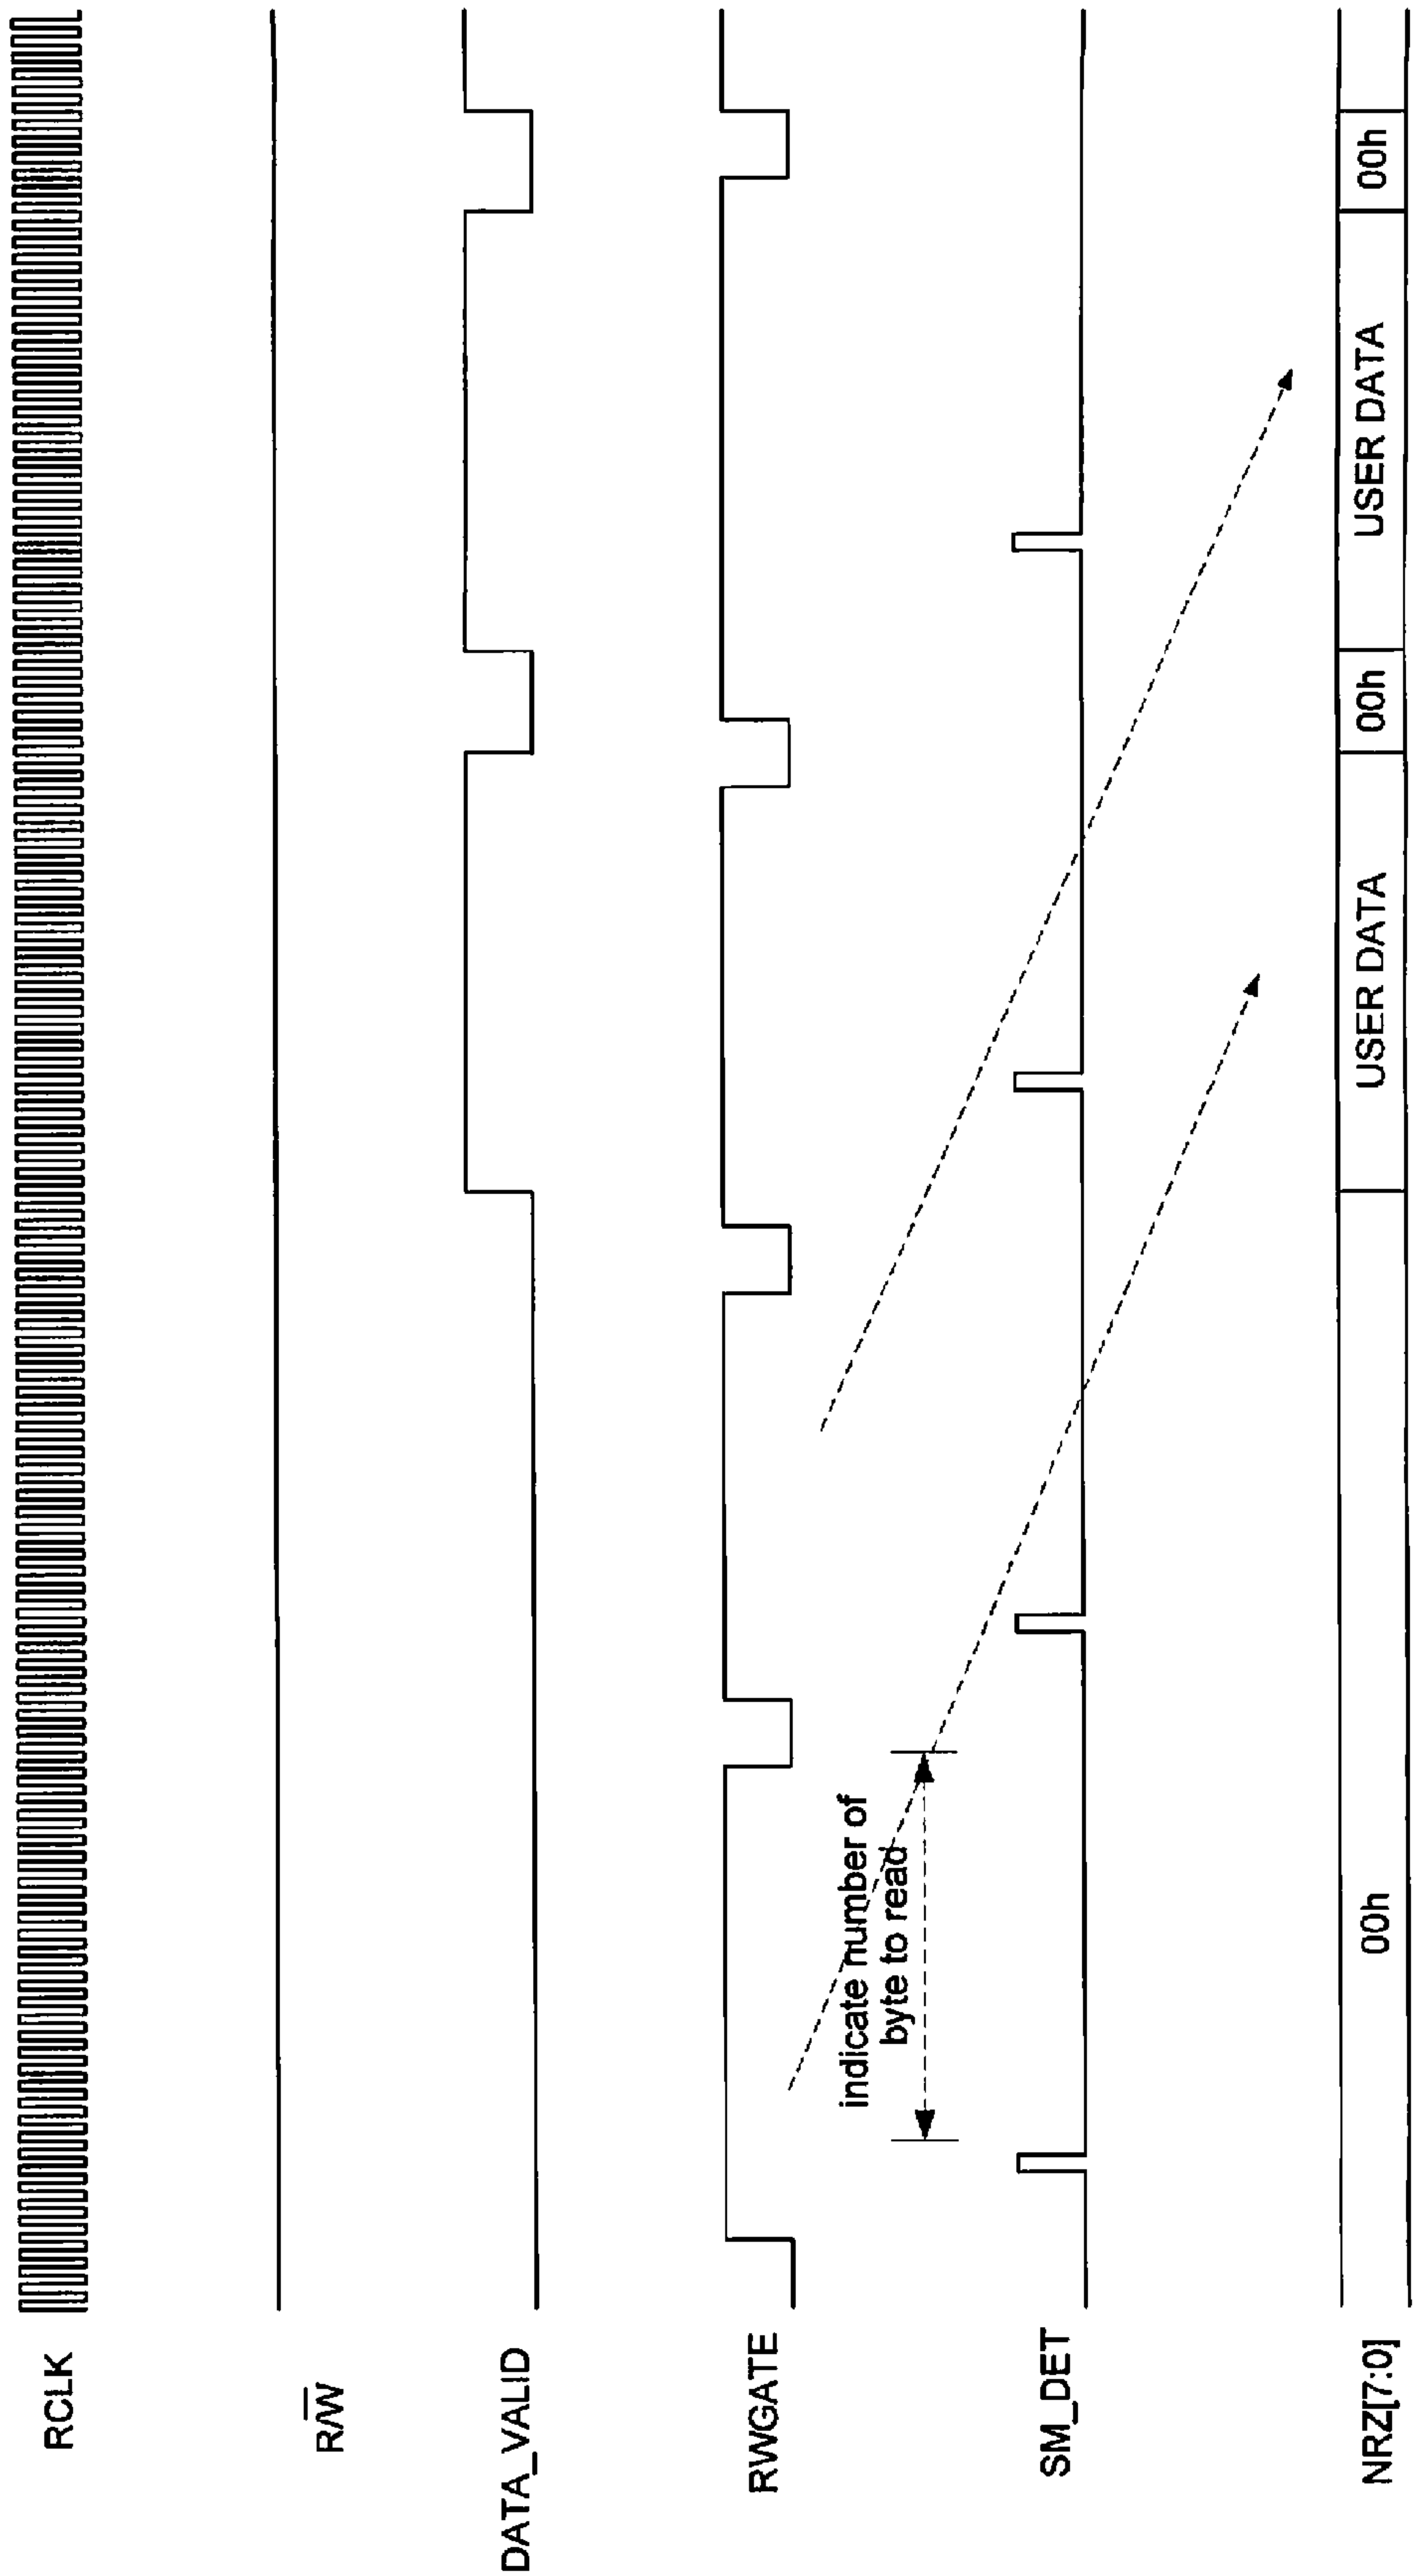 RCLK
R/W̅
DATA_VALID
RWGATE
indicate number of
byte to read
SM_DET
NRZ[7:0]
00h
USER DATA
00h
USER DATA
00h